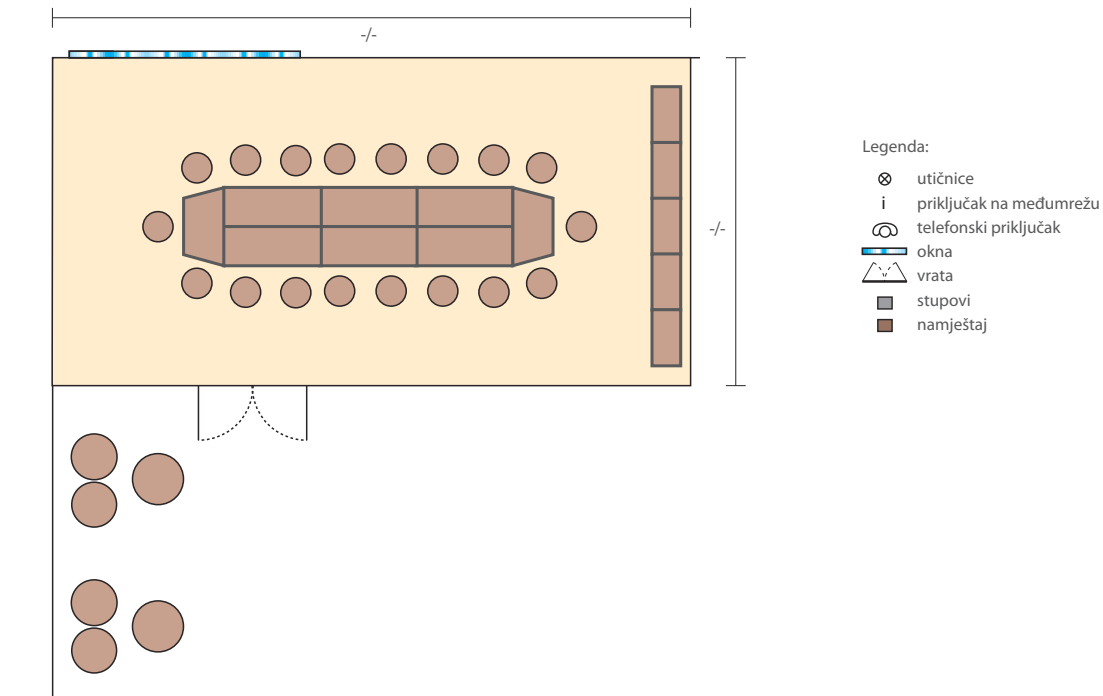 -/-
-/-
Legenda:
utičnice
i priključak na međumrežu
telefonski priključak
okna
vrata
stupovi
namještaj